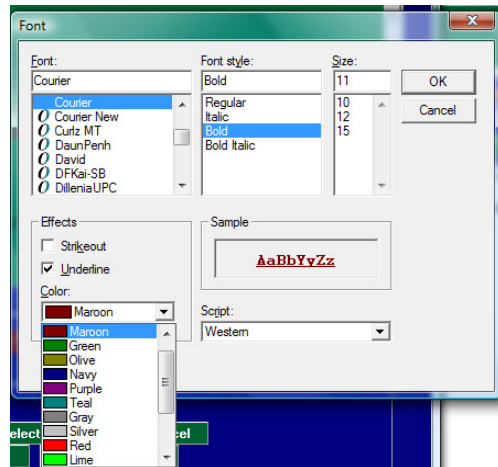 Font
Font:
Font style:
Size:
Courier
Bold
11
OK
Cancel
Courier
Courier New
Curlz MT
DaunPenh
David
DFKai-SB
DilleniaUPC
Regular
Italic
Bold
Bold Italic
10
12
15
Effects
Strikeout
Underline
Color:
Maroon
Sample
AaBbYyZz
Script:
Western
Maroon
Green
Olive
Navy
Purple
Teal
Gray
Silver
Red
Lime
elect
cel